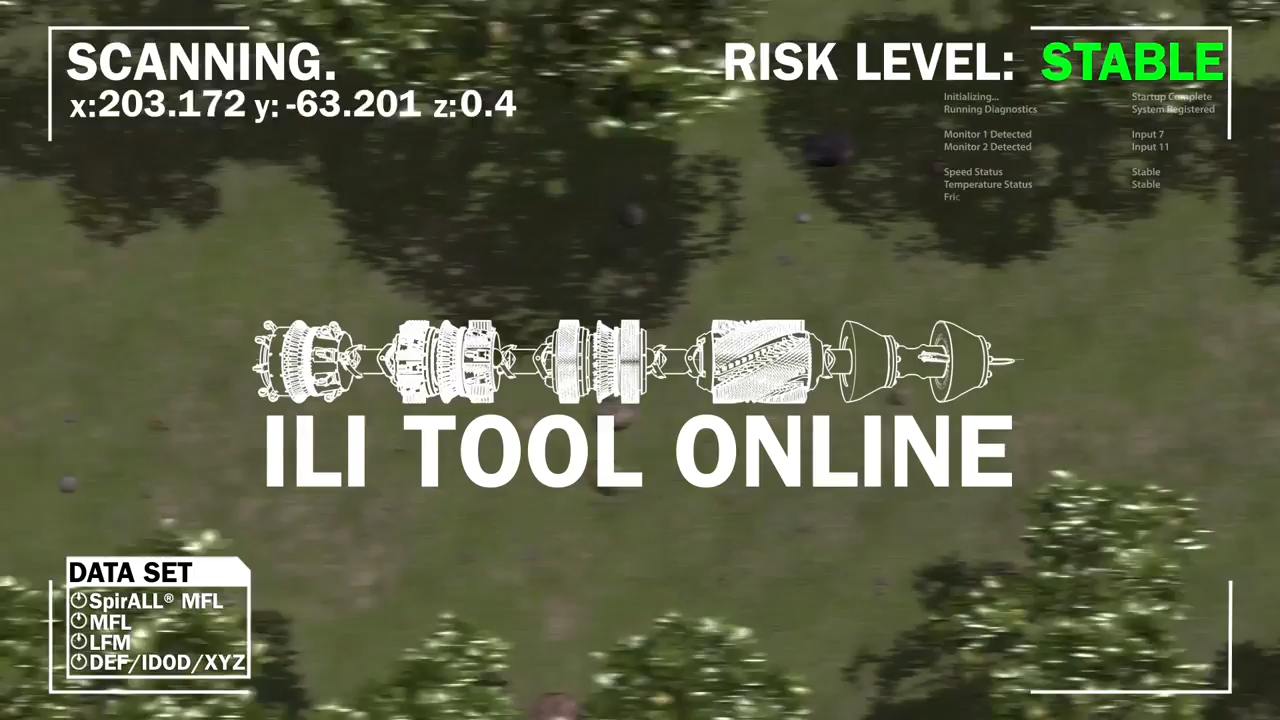 SCANNING.
x:203.172 y:-63.201 z:0.4
RISK LEVEL: STABLE
Initializing... Startup Complete
Running Diagnostics System Registered
Monitor 1 Detected Input 7
Monitor 2 Detected Input 11
Speed Status Stable
Temperature Status Stable
Fric
ILI TOOL ONLINE
DATA SET
SpirALL® MFL
MFL
LFM
DEF/IDOD/XYZ